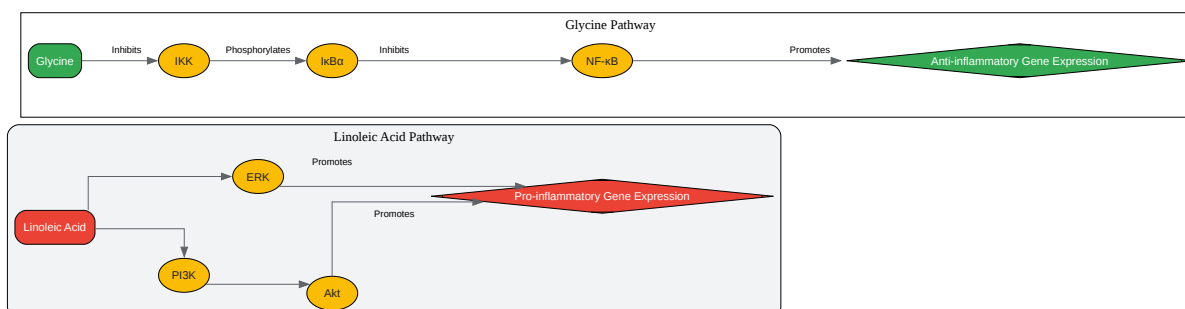 Glycine Pathway
Inhibits
Phosphorylates
Inhibits
Promotes
Glycine
IKK
IκBα
NF-κB
Anti-inflammatory Gene Expression
Linoleic Acid Pathway
Promotes
ERK
Pro-inflammatory Gene Expression
Promotes
Linoleic Acid
PI3K
Akt